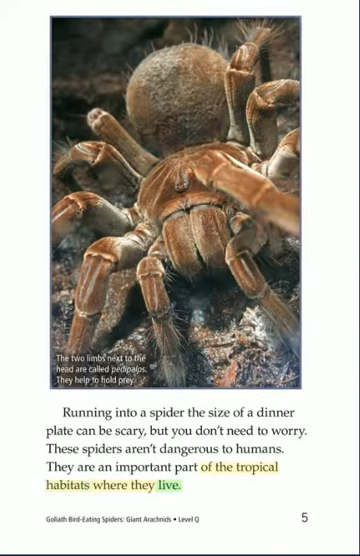 The two limbs next to the
head are called pedipalps.
They help to hold prey.
Running into a spider the size of a dinner
plate can be scary, but you don't need to worry.
These spiders aren't dangerous to humans.
They are an important part of the tropical
habitats where they live.
Goliath Bird-Eating Spiders: Giant Arachnids • Level Q
5